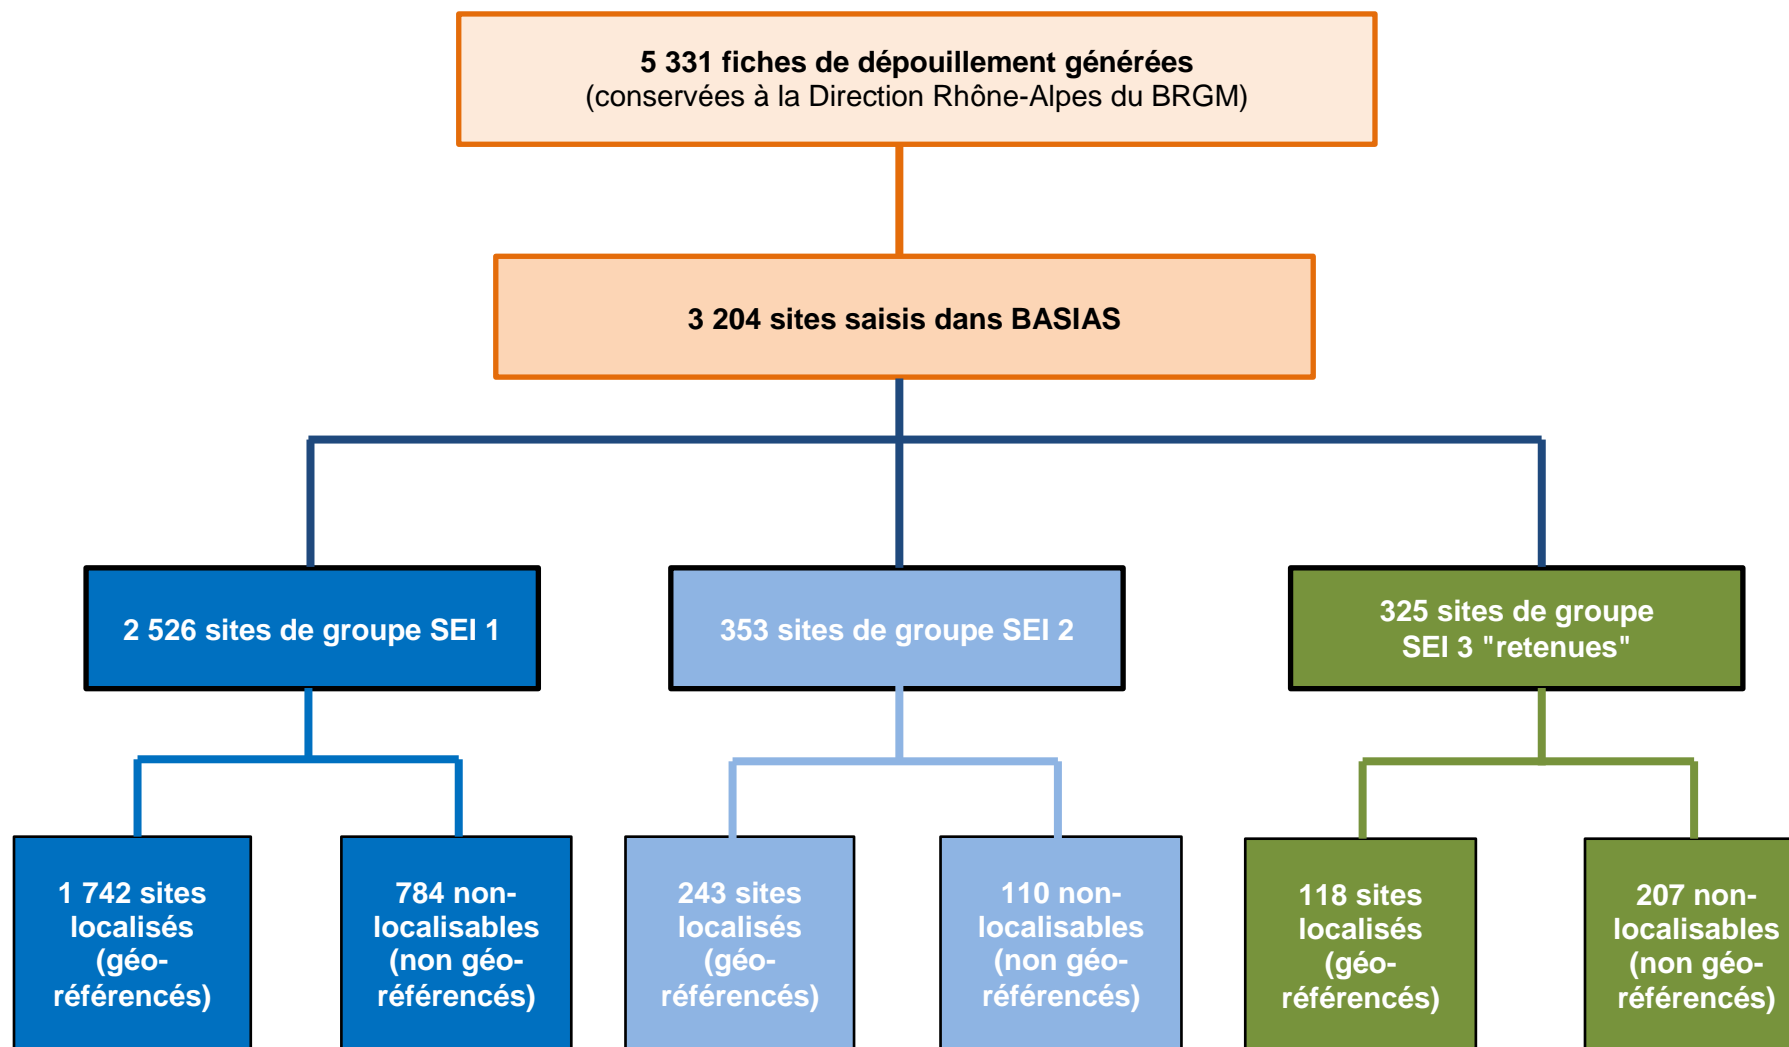 5 331 fiches de dépouillement générées
(conservées à la Direction Rhône-Alpes du BRGM)
3 204 sites saisis dans BASIAS
2 526 sites de groupe SEI 1
353 sites de groupe SEI 2
325 sites de groupe
SEI 3 "retenues"
1 742 sites
localisés
(géo-
référencés)
784 non-
localisables
(non géo-
référencés)
243 sites
localisés
(géo-
référencés)
110 non-
localisables
(non géo-
référencés)
118 sites
localisés
(géo-
référencés)
207 non-
localisables
(non géo-
référencés)